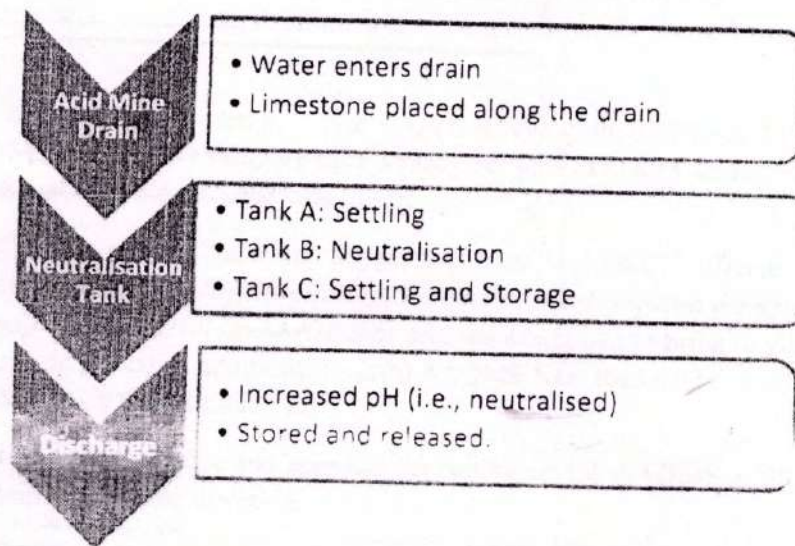 Acid Mine
Drain
• Water enters drain
• Limestone placed along the drain
Neutralisation
Tank
• Tank A: Settling
• Tank B: Neutralisation
• Tank C: Settling and Storage
Discharge
• Increased pH (i.e., neutralised)
• Stored and released.